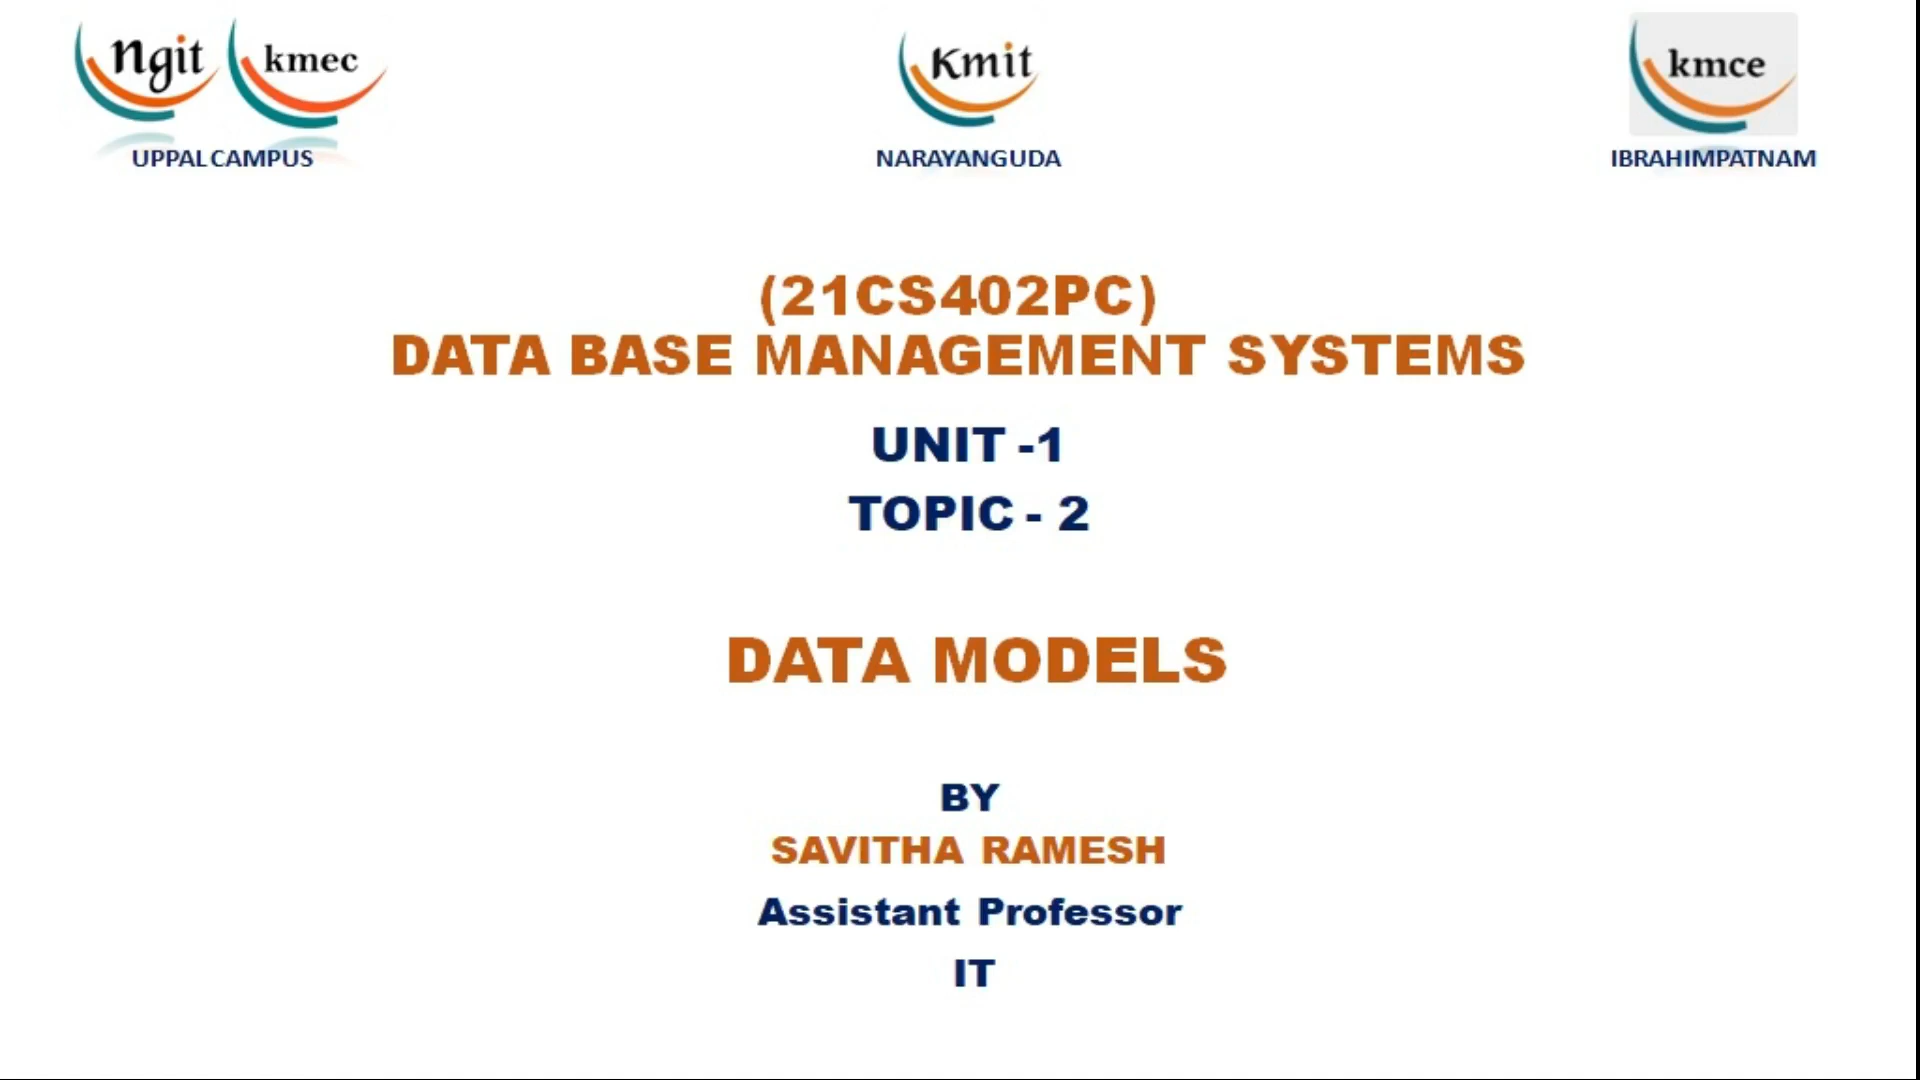 Ngit kmec Kmit kmce
UPPAL CAMPUS NARAYANGUDA IBRAHIMPATNAM
(21CS402PC)
DATA BASE MANAGEMENT SYSTEMS
UNIT -1
TOPIC - 2
DATA MODELS
BY
SAVITHA RAMESH
Assistant Professor
IT